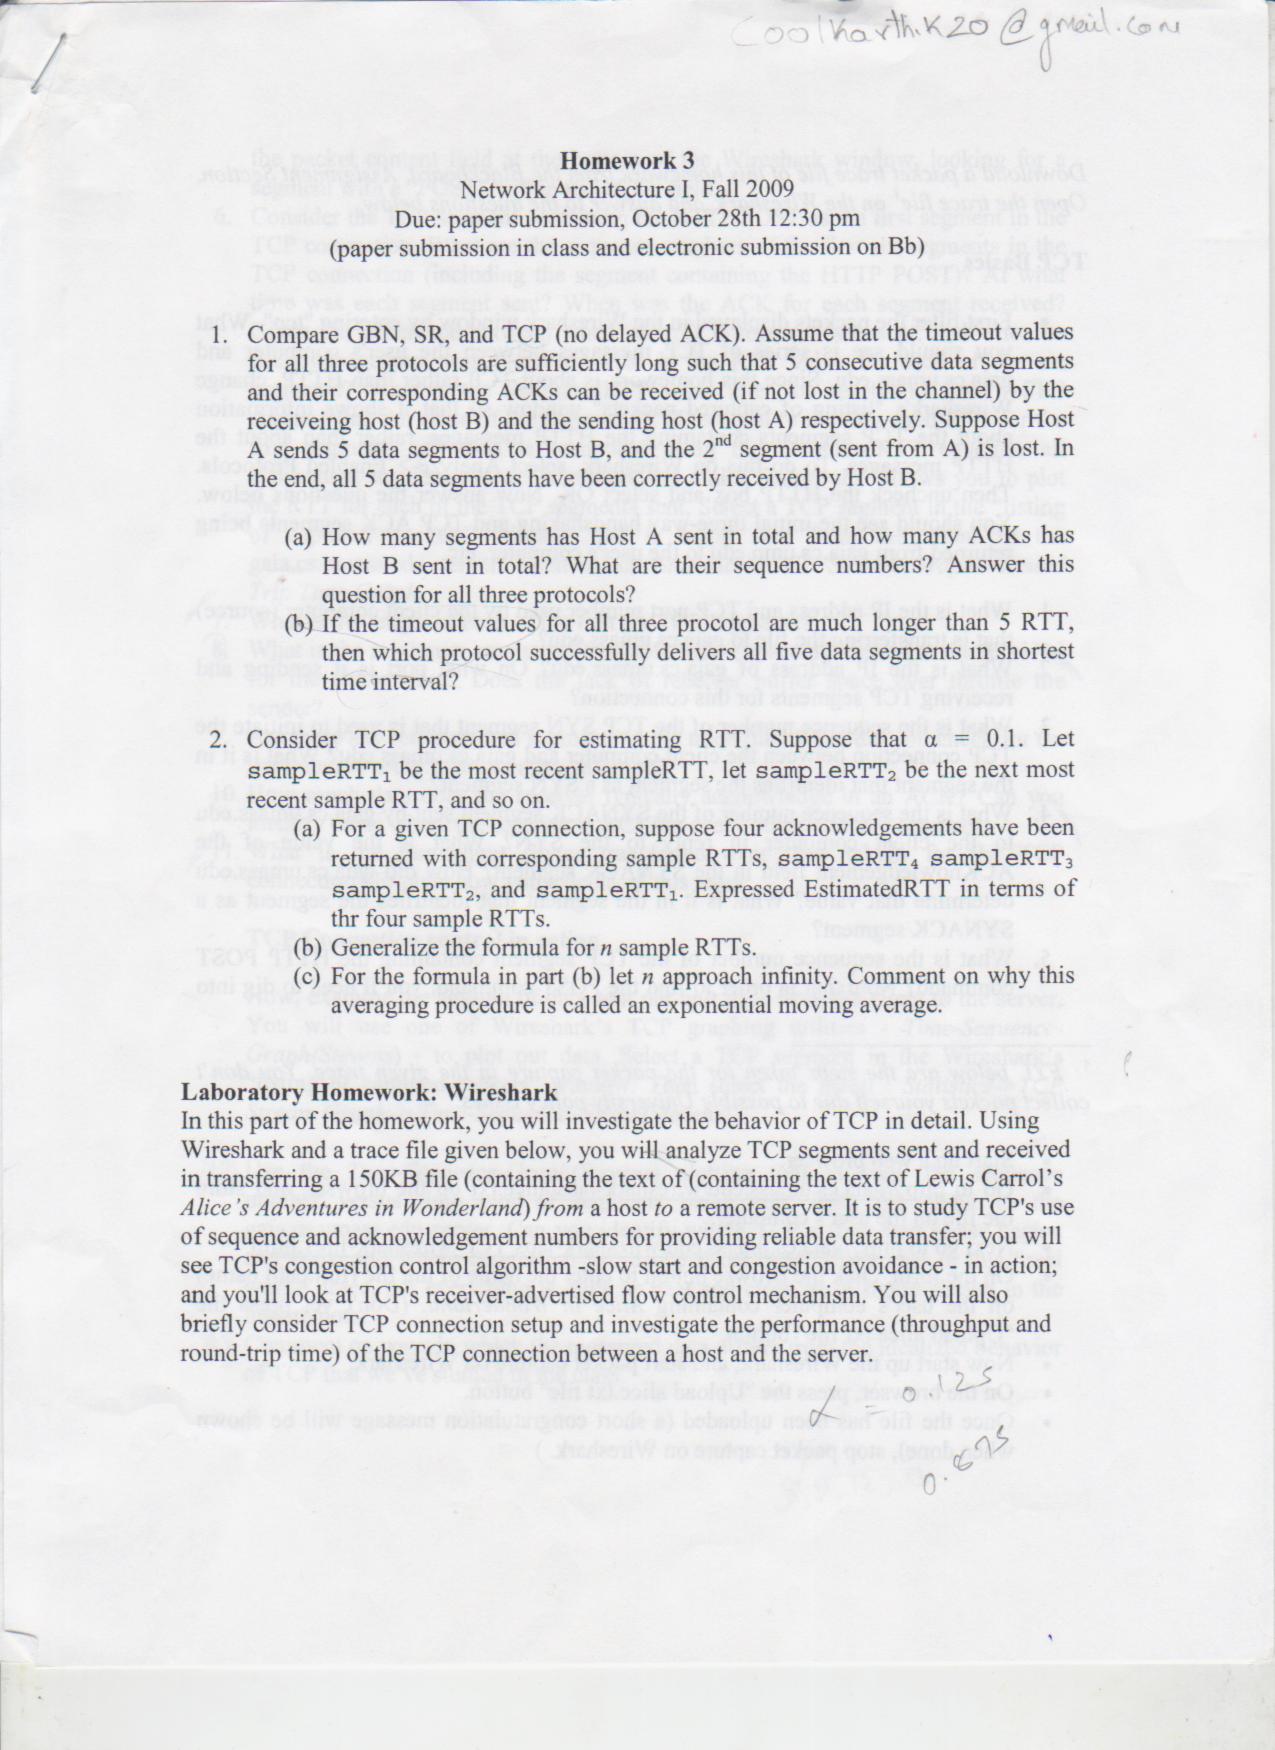 Coolkarthik20@gmail.com
Homework 3
Network Architecture I, Fall 2009
Due: paper submission, October 28th 12:30 pm
(paper submission in class and electronic submission on Bb)
1. Compare GBN, SR, and TCP (no delayed ACK). Assume that the timeout values
for all three protocols are sufficiently long such that 5 consecutive data segments
and their corresponding ACKs can be received (if not lost in the channel) by the
receiveing host (host B) and the sending host (host A) respectively. Suppose Host
A sends 5 data segments to Host B, and the 2nd segment (sent from A) is lost. In
the end, all 5 data segments have been correctly received by Host B.
(a) How many segments has Host A sent in total and how many ACKs has
Host B sent in total? What are their sequence numbers? Answer this
question for all three protocols?
(b) If the timeout values for all three procotol are much longer than 5 RTT,
then which protocol successfully delivers all five data segments in shortest
time interval?
2. Consider TCP procedure for estimating RTT. Suppose that α = 0.1. Let
sampleRTT1 be the most recent sampleRTT, let sampleRTT2 be the next most
recent sample RTT, and so on.
(a) For a given TCP connection, suppose four acknowledgements have been
returned with corresponding sample RTTs, sampleRTT4 sampleRTT3
sampleRTT2, and sampleRTT1. Expressed EstimatedRTT in terms of
thr four sample RTTs.
(b) Generalize the formula for n sample RTTs.
(c) For the formula in part (b) let n approach infinity. Comment on why this
averaging procedure is called an exponential moving average.
Laboratory Homework: Wireshark
In this part of the homework, you will investigate the behavior of TCP in detail. Using
Wireshark and a trace file given below, you will analyze TCP segments sent and received
in transferring a 150KB file (containing the text of (containing the text of Lewis Carrol's
Alice's Adventures in Wonderland) from a host to a remote server. It is to study TCP's use
of sequence and acknowledgement numbers for providing reliable data transfer; you will
see TCP's congestion control algorithm -slow start and congestion avoidance - in action;
and you'll look at TCP's receiver-advertised flow control mechanism. You will also
briefly consider TCP connection setup and investigate the performance (throughput and
round-trip time) of the TCP connection between a host and the server.
α = 0.125
0.875